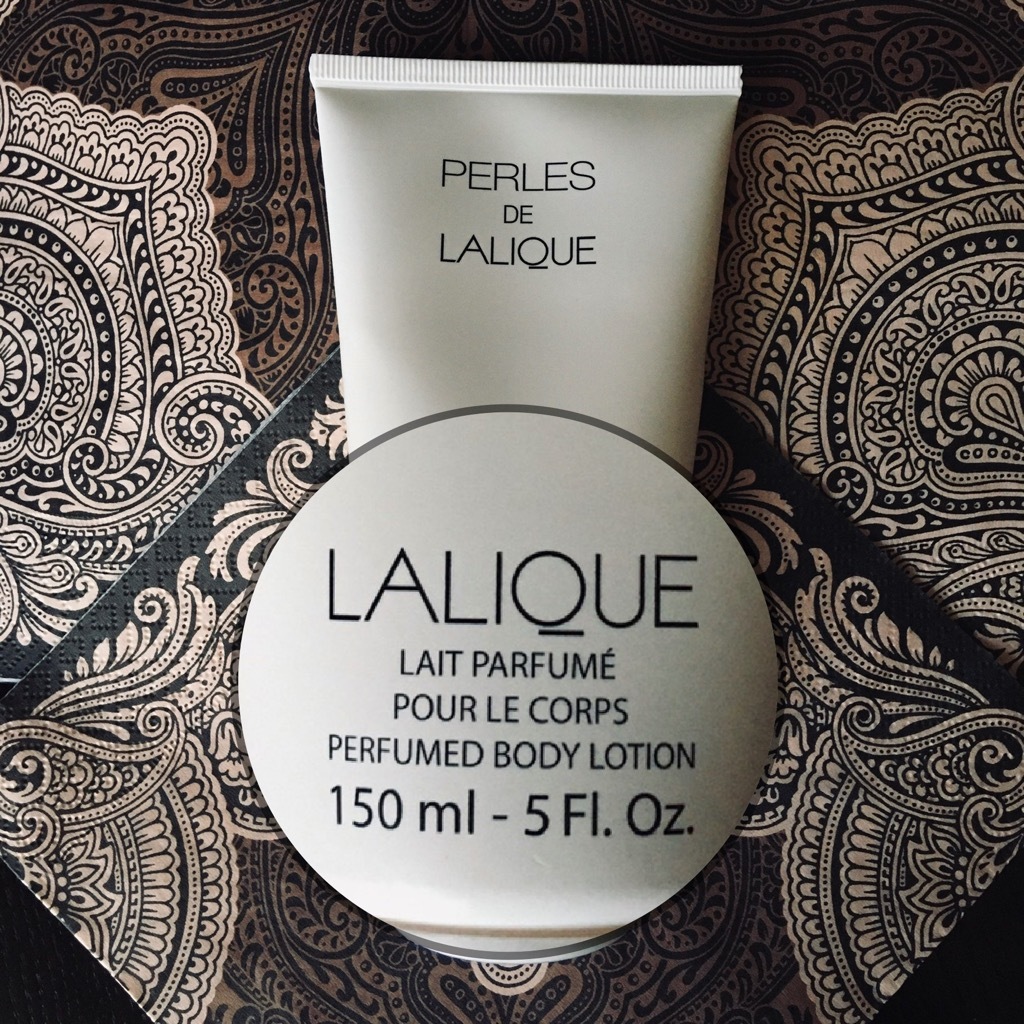 PERLES
DE
LALIQUE
LALIQUE
LAIT PARFUMÉ
POUR LE CORPS
PERFUMED BODY LOTION
150 ml - 5 Fl. Oz.